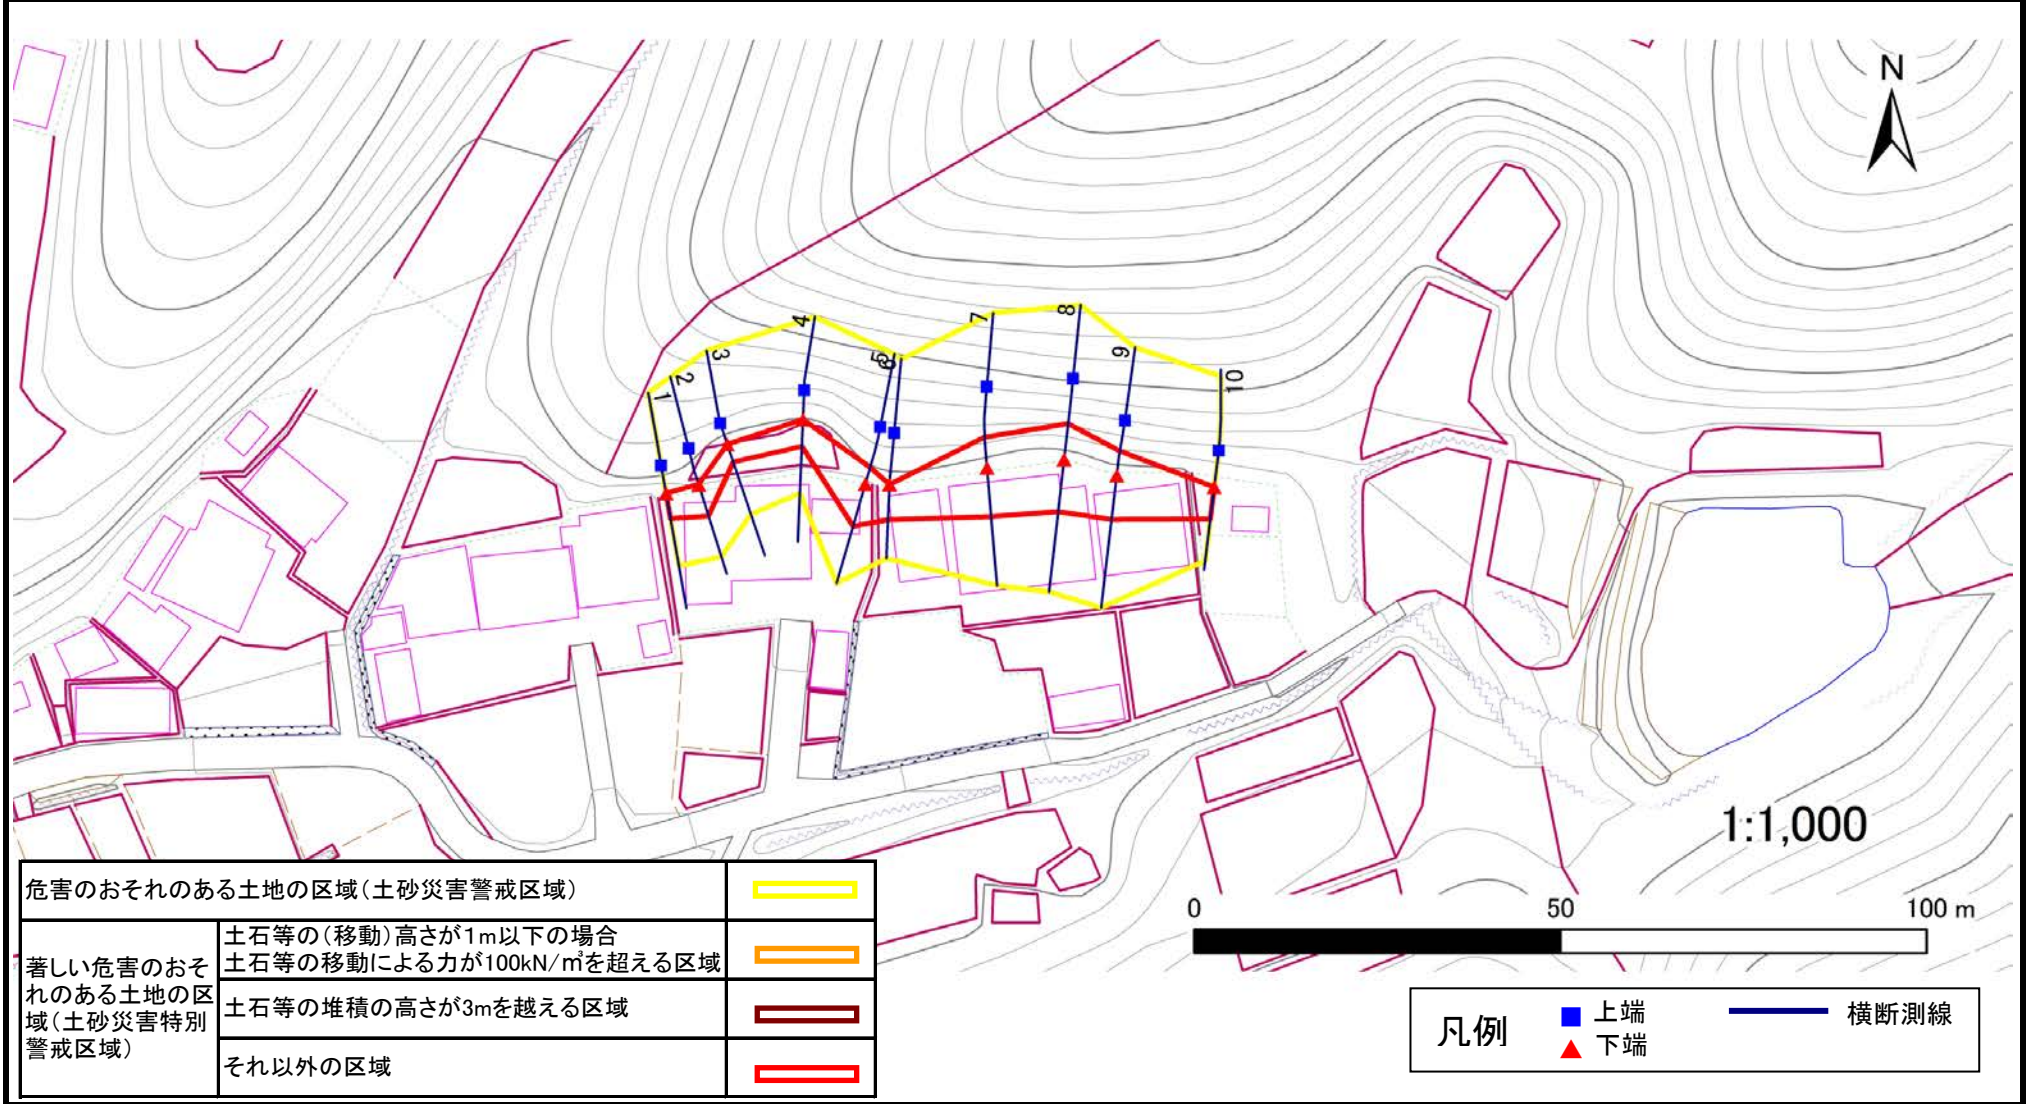 N
1
2
3
4
5
6
7
8
9
10
1:1,000
0 50 100 m
危害のおそれのある土地の区域(土砂災害警戒区域)
著しい危害のおそ
れのある土地の区
域(土砂災害特別
警戒区域)
土石等の(移動)高さが1m以下の場合
土石等の移動による力が100kN/㎥を超える区域
土石等の堆積の高さが3mを越える区域
それ以外の区域
凡例
上端
下端
横断測線